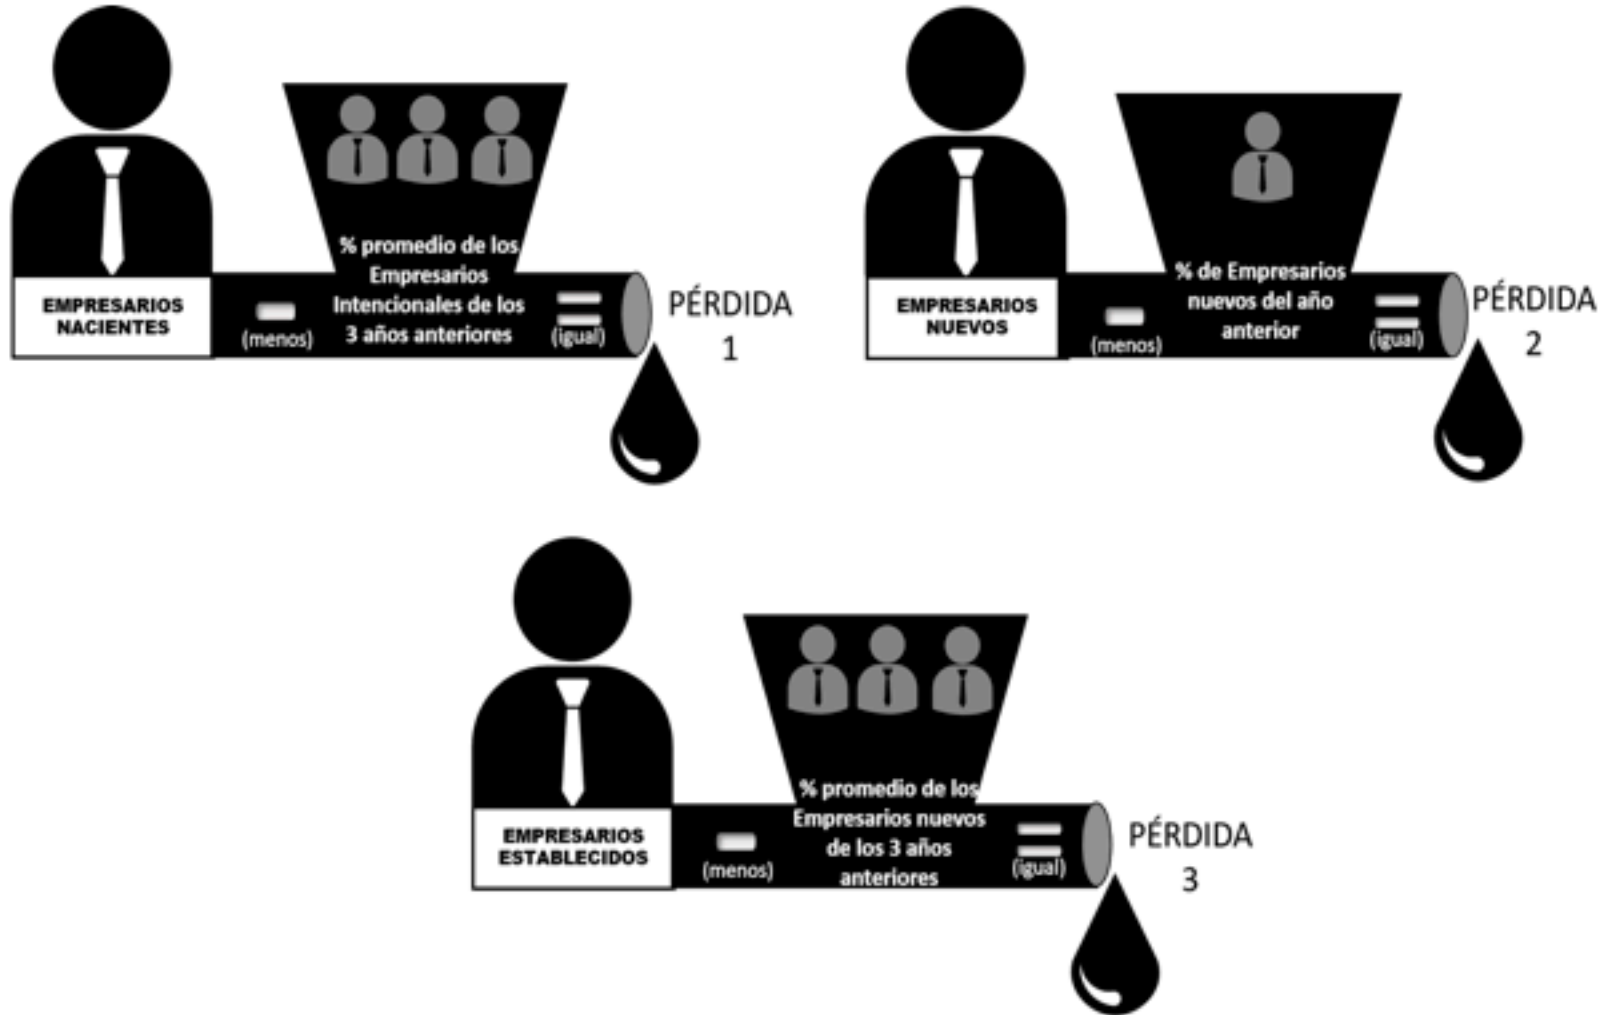 EMPRESARIOS
NACIENTES
(menos)
% promedio de los
Empresarios
Intencionales de los
3 años anteriores
(igual)
PÉRDIDA
1
EMPRESARIOS
NUEVOS
(menos)
% de Empresarios
nuevos del año
anterior
(igual)
PÉRDIDA
2
EMPRESARIOS
ESTABLECIDOS
(menos)
% promedio de los
Empresarios nuevos
de los 3 años
anteriores
(igual)
PÉRDIDA
3